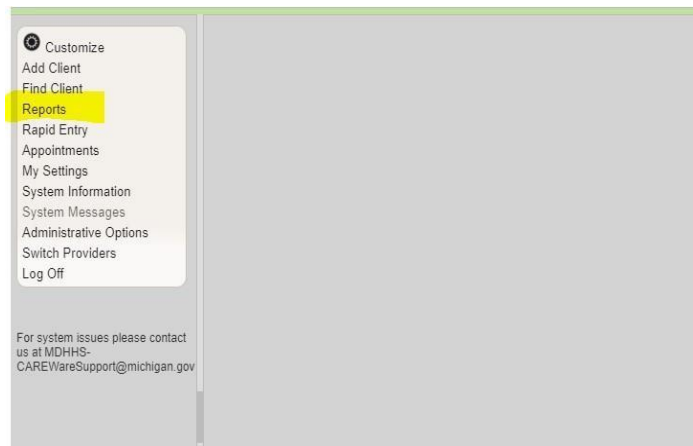 Customize
Add Client
Find Client
Reports
Rapid Entry
Appointments
My Settings
System Information
System Messages
Administrative Options
Switch Providers
Log Off
For system issues please contact
us at MDHHS-
CAREWareSupport@michigan.gov